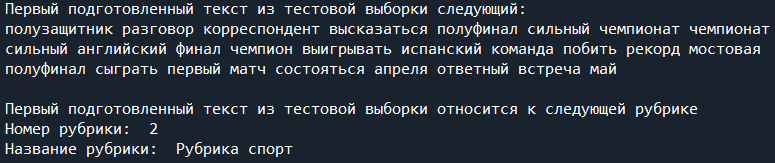 Первый подготовленный текст из тестовой выборки следующий:
полузащитник разговор корреспондент высказаться полуфинал сильный чемпионат чемпионат
сильный английский финал чемпион выигрывать испанский команда побить рекорд мостовая
полуфинал сыграть первый матч состояться апреля ответный встреча май
Первый подготовленный текст из тестовой выборки относится к следующей рубрике
Номер рубрики:  2
Название рубрики:  Рубрика спорт